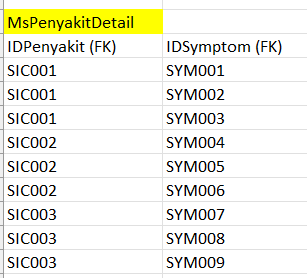 MsPenyakitDetail
IDPenyakit (FK) IDSymptom (FK)
SIC001 SYM001
SIC001 SYM002
SIC001 SYM003
SIC002 SYM004
SIC002 SYM005
SIC002 SYM006
SIC003 SYM007
SIC003 SYM008
SIC003 SYM009